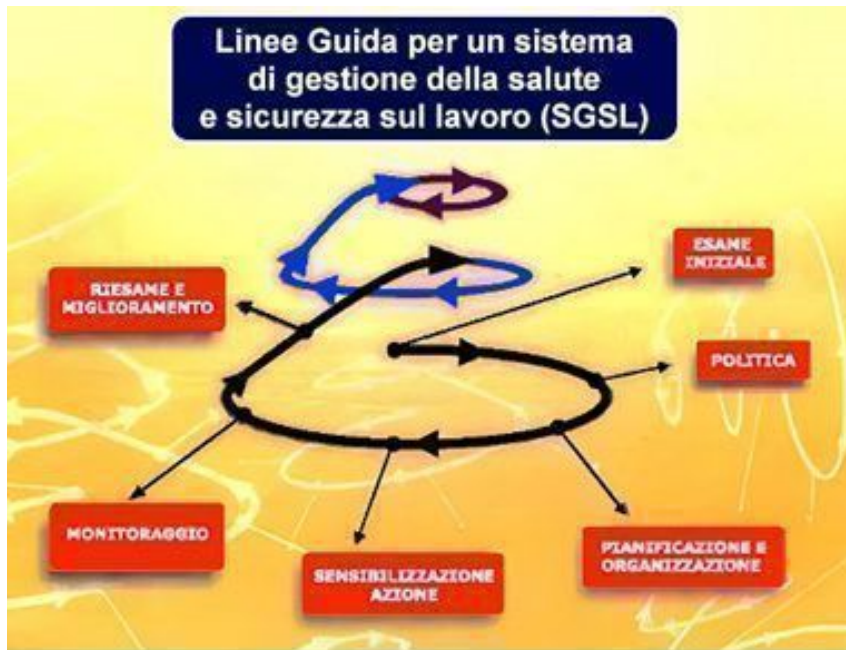 Linee Guida per un sistema
di gestione della salute
e sicurezza sul lavoro (SGSL)
ESAME
INIZIALE
RIESAME E
MIGLIORAMENTO
POLITICA
MONITORAGGIO
SENSIBILIZZAZIONE
AZIONE
PIANIFICAZIONE E
ORGANIZZAZIONE